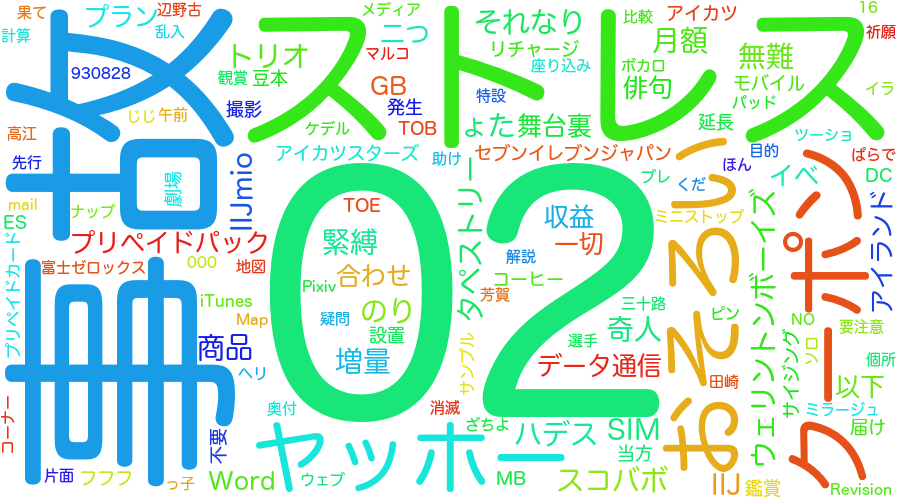 果て
辺野古
プラン
メディア
それなり
比較
アイカツ
16
計算
乱入
ストレス
二つ
リチャージ
月額
祈願
930828
トリオ
マルコ
座り込み
無難
観賞
豆本
GB
ボカロ
俳句
モバイル
イラ
じじ
午前
撮影
発生
特設
パッド
高江
ケデル
TOB
ょた
舞台裏
延長
ツーショ
先行
IIJmio
アイカツスターズ
助け
セブンイレブンジャパン
ほん
目的
ぱらで
劇場
ブレ
くだ
イベ
DC
mail
ナップ
TOE
02
収益
ミニストップ
おそろい
クーポン
ES
プリペイドパック
緊縛
タペストリー
一切
ウェリントンボーイズ
アイランド
プリペイドカード
富士ゼロックス
000
地図
合わせ
解説
コーヒー
iTunes
Pixiv
のり
芳賀
三十路
ピン
NO
Map
疑問
設置
奇人
サイジング
ソロ
要注意
商品
増量
サンプル
選手
データ通信
個所
ヘリ
田崎
以下
コーナー
奥付
消滅
ざちよ
ハデス
SIM
ミラージュ
届け
不要
ヤッホー
当方
片面
フフフ
っ子
Word
ウェブ
MB
スコバボ
IIJ
鑑賞
Revision